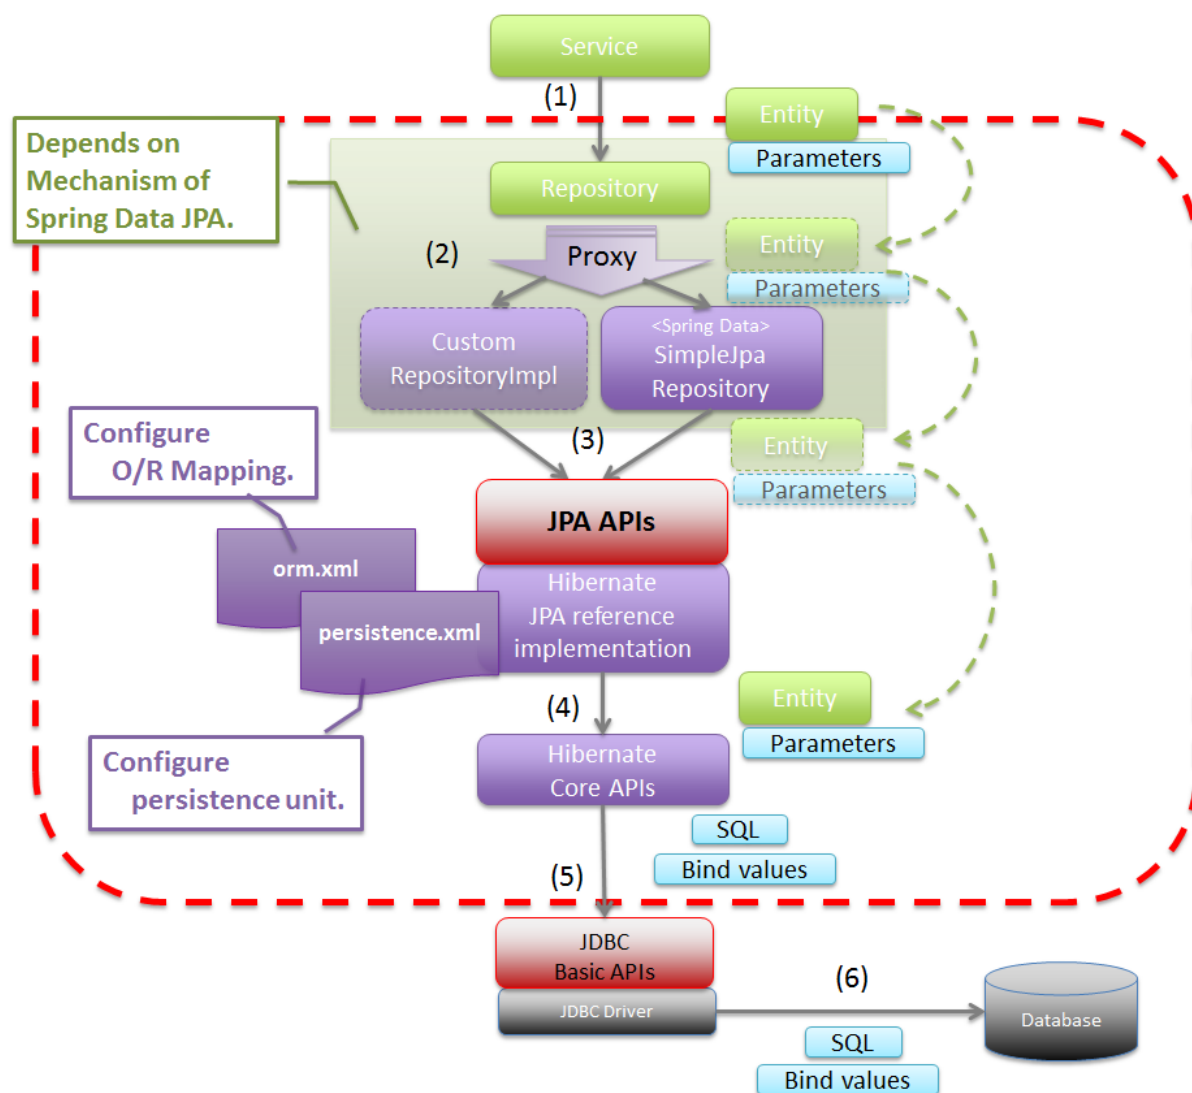 Service
(1)
Entity
Parameters
Depends on
Mechanism of
Spring Data JPA.
Repository
(2)
Proxy
Entity
Parameters
Custom
RepositoryImpl
<Spring Data>
SimpleJpa
Repository
Configure
O/R Mapping.
(3)
Entity
Parameters
JPA APIs
orm.xml
persistence.xml
Hibernate
JPA reference
implementation
(4)
Entity
Parameters
Configure
persistence unit.
Hibernate
Core APIs
SQL
Bind values
(5)
JDBC
Basic APIs
JDBC Driver
(6)
Database
SQL
Bind values